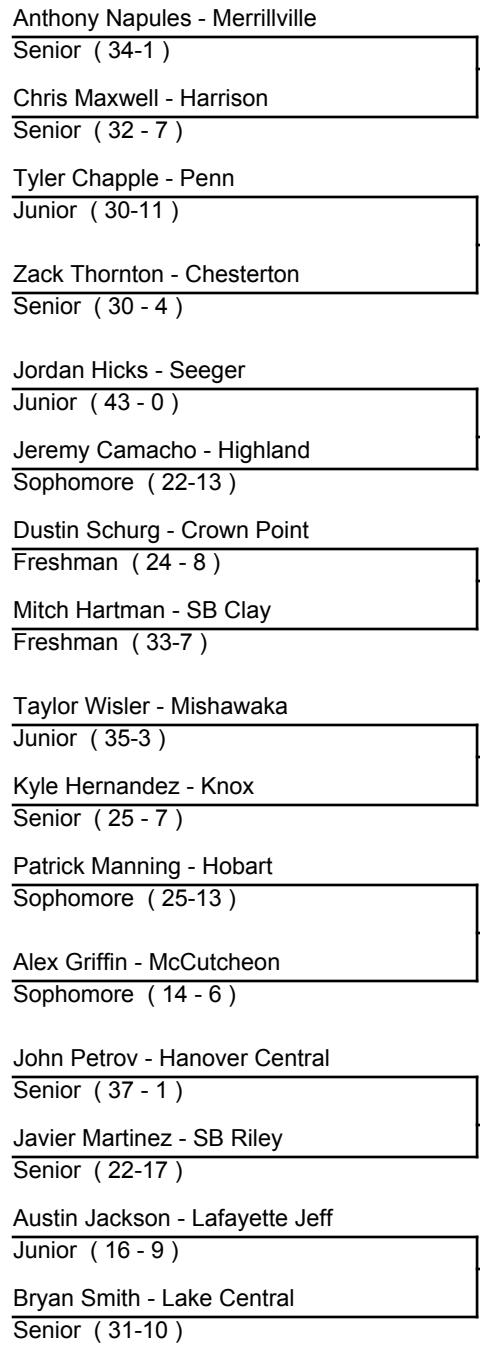 Anthony Napules - Merrillville
Senior ( 34-1 )
Chris Maxwell - Harrison
Senior ( 32 - 7 )
Tyler Chapple - Penn
Junior ( 30-11 )
Zack Thornton - Chesterton
Senior ( 30 - 4 )
Jordan Hicks - Seeger
Junior ( 43 - 0 )
Jeremy Camacho - Highland
Sophomore ( 22-13 )
Dustin Schurg - Crown Point
Freshman ( 24 - 8 )
Mitch Hartman - SB Clay
Freshman ( 33-7 )
Taylor Wisler - Mishawaka
Junior ( 35-3 )
Kyle Hernandez - Knox
Senior ( 25 - 7 )
Patrick Manning - Hobart
Sophomore ( 25-13 )
Alex Griffin - McCutcheon
Sophomore ( 14 - 6 )
John Petrov - Hanover Central
Senior ( 37 - 1 )
Javier Martinez - SB Riley
Senior ( 22-17 )
Austin Jackson - Lafayette Jeff
Junior ( 16 - 9 )
Bryan Smith - Lake Central
Senior ( 31-10 )